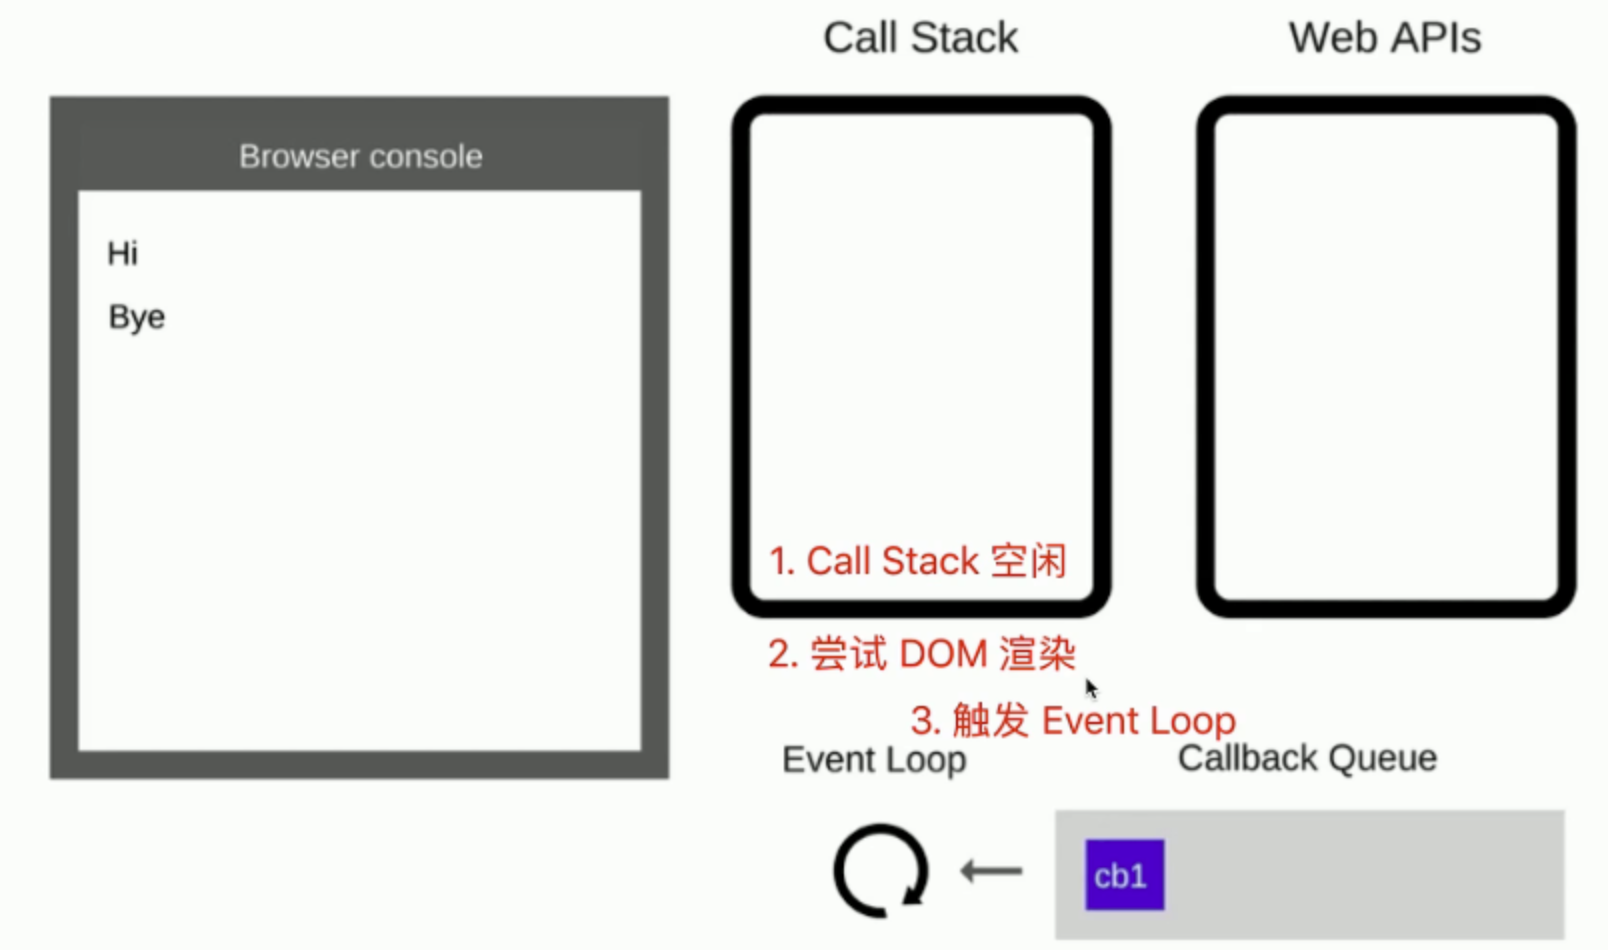 Call Stack
Web APIs
Browser console
Hi
Bye
1. Call Stack 空闲
2. 尝试 DOM 渲染
3. 触发 Event Loop
Event Loop
Callback Queue
cb1